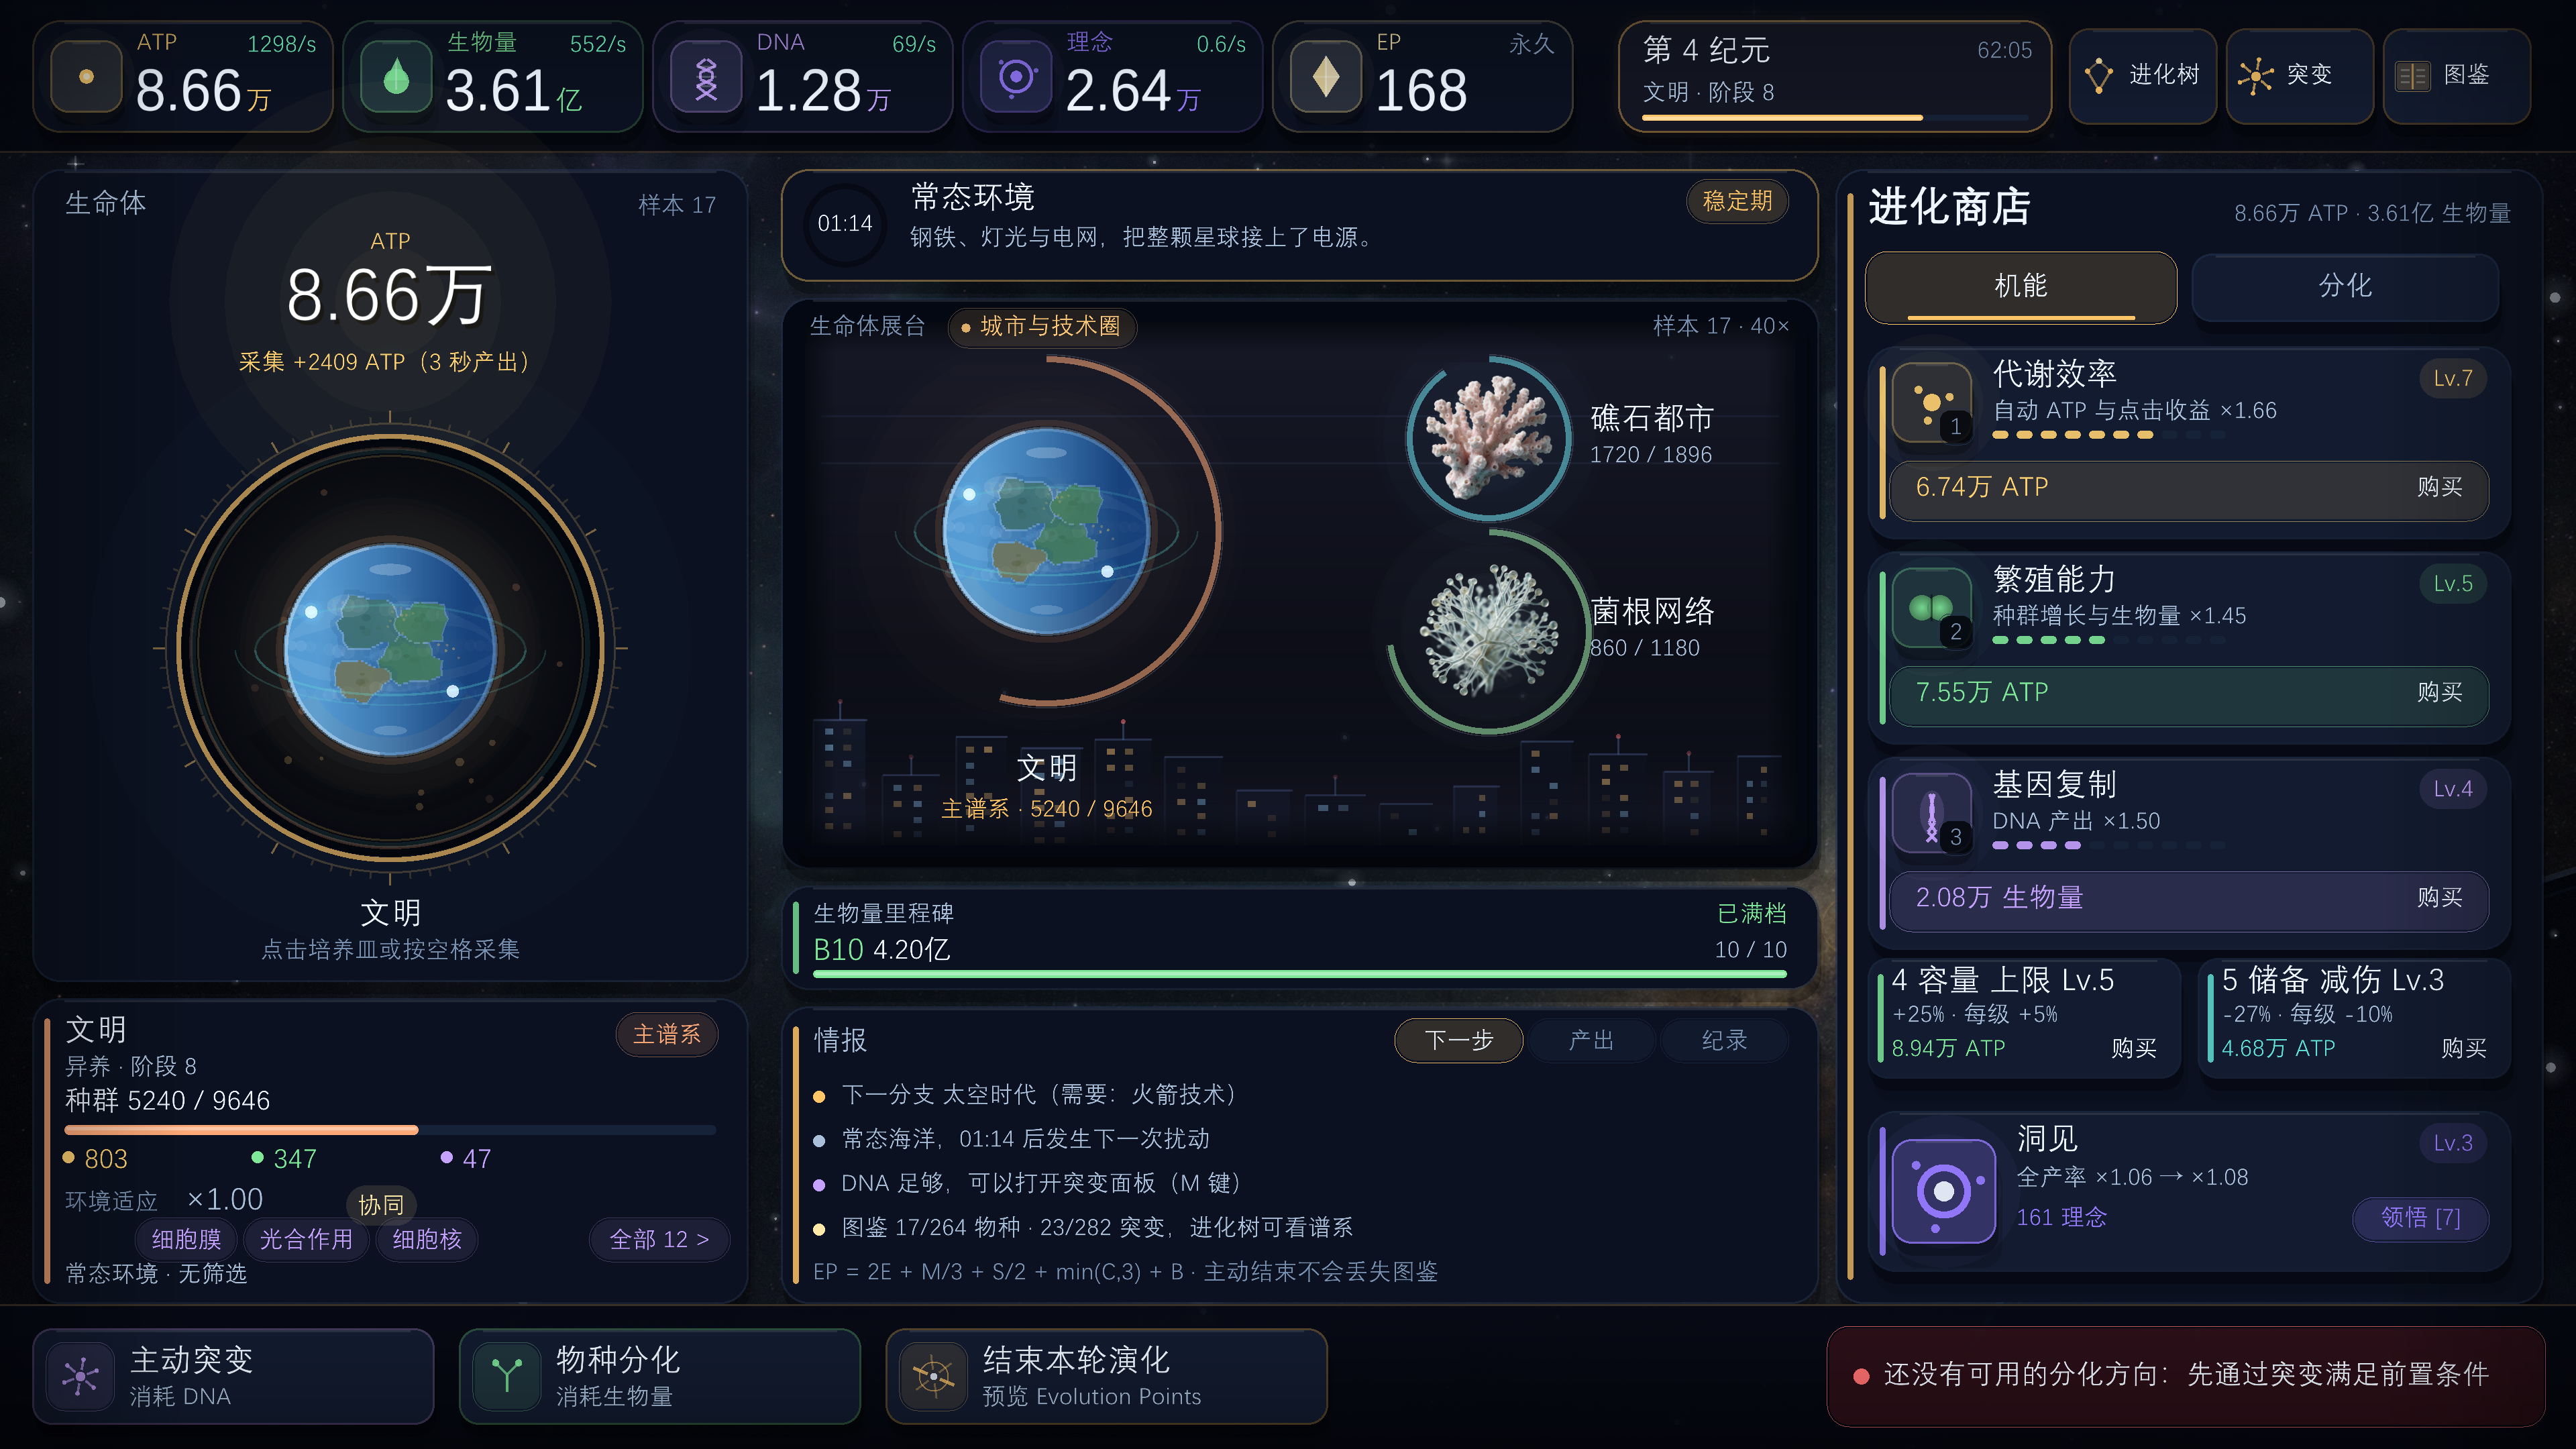 ATP 1298/s
8.66万
生物量 552/s
3.61亿
DNA 69/s
1.28万
理念 0.6/s
2.64万
EP 永久
168
第 4 纪元 62:05
文明 · 阶段 8
进化树
突变
图鉴
生命体 样本 17
ATP
8.66万
采集 +2409 ATP（3 秒产出）
文明
点击培养皿或按空格采集
文明 主谱系
异养 · 阶段 8
种群 5240 / 9646
803 347 47
环境适应 ×1.00 协同
细胞膜 光合作用 细胞核 全部 12 >
常态环境 · 无筛选
01:14
常态环境 稳定期
钢铁、灯光与电网，把整颗星球接上了电源。
生命体展台 城市与技术圈 样本 17 · 40×
礁石都市
1720 / 1896
菌根网络
860 / 1180
文明
主谱系 · 5240 / 9646
生物量里程碑 已满档
B10 4.20亿 10 / 10
情报 下一步 产出 纪录
下一分支 太空时代（需要：火箭技术）
常态海洋，01:14 后发生下一次扰动
DNA 足够，可以打开突变面板（M 键）
图鉴 17/264 物种 · 23/282 突变，进化树可看谱系
EP = 2E + M/3 + S/2 + min(C,3) + B · 主动结束不会丢失图鉴
进化商店 8.66万 ATP · 3.61亿 生物量
机能 分化
代谢效率 Lv.7
自动 ATP 与点击收益 ×1.66
1
6.74万 ATP 购买
繁殖能力 Lv.5
种群增长与生物量 ×1.45
2
7.55万 ATP 购买
基因复制 Lv.4
DNA 产出 ×1.50
3
2.08万 生物量 购买
4 容量 上限 Lv.5
+25% · 每级 +5%
8.94万 ATP 购买
5 储备 减伤 Lv.3
-27% · 每级 -10%
4.68万 ATP 购买
洞见 Lv.3
全产率 ×1.06 → ×1.08
161 理念 领悟 [7]
主动突变
消耗 DNA
物种分化
消耗生物量
结束本轮演化
预览 Evolution Points
还没有可用的分化方向：先通过突变满足前置条件